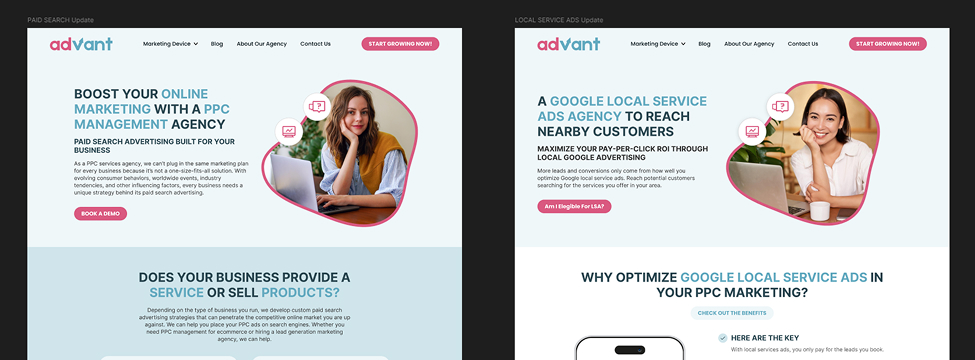 PAID SEARCH Update
advant
Marketing Device
Blog
About Our Agency
Contact Us
START GROWING NOW!
BOOST YOUR ONLINE
MARKETING WITH A PPC
MANAGEMENT AGENCY
PAID SEARCH ADVERTISING BUILT FOR YOUR
BUSINESS
As a PPC services agency, we can't plug in the same marketing plan
for every business because it's not a one-size-fits-all solution. With
evolving consumer behaviors, worldwide events, industry
tendencies, and other influencing factors, every business needs a
unique strategy behind its paid search advertising.
BOOK A DEMO
DOES YOUR BUSINESS PROVIDE A
SERVICE OR SELL PRODUCTS?
Depending on the type of business you run, we develop custom paid
search advertising strategies that can penetrate the competitive online market you are up
against. We can help you place your PPC ads on search engines. Whether you
need PPC management for ecommerce or hiring a lead generation marketing
agency, we can help.
LOCAL SERVICE ADS Update
advant
Marketing Device
Blog
About Our Agency
Contact Us
START GROWING NOW!
A GOOGLE LOCAL SERVICE
ADS AGENCY TO REACH
NEARBY CUSTOMERS
MAXIMIZE YOUR PAY-PER-CLICK ROI THROUGH
LOCAL GOOGLE ADVERTISING
More leads and conversions only come from how well you
optimize Google local service ads. Reach potential customers
searching for the services you offer in your area.
Am I Elegible For LSA?
WHY OPTIMIZE GOOGLE LOCAL SERVICE ADS IN
YOUR PPC MARKETING?
CHECK OUT THE BENEFITS
HERE ARE THE KEY
With local services ads, you only pay for the leads you book.